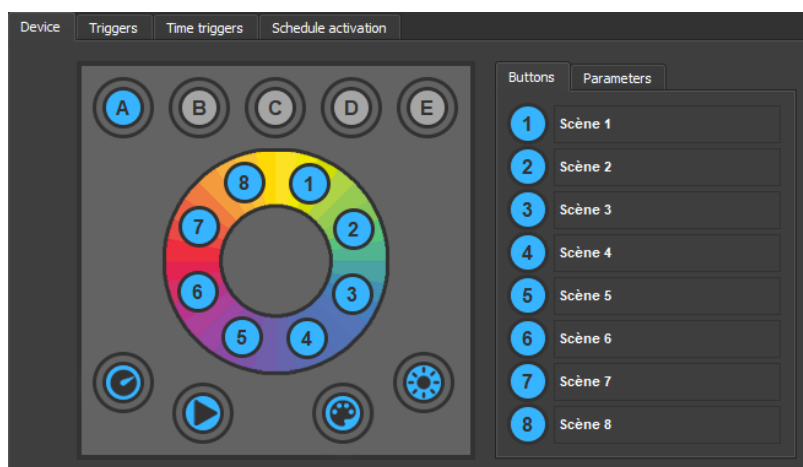 Device Triggers Time triggers Schedule activation
Buttons Parameters
A B C D E
8 1
7 2
6 3
5 4
1 Scène 1
2 Scène 2
3 Scène 3
4 Scène 4
5 Scène 5
6 Scène 6
7 Scène 7
8 Scène 8